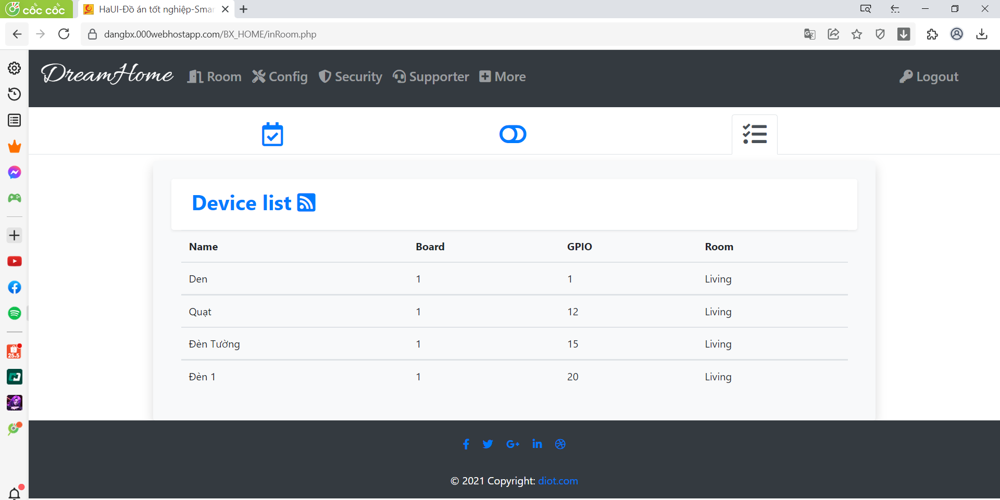 cốc cốc
HaUI-Đồ án tốt nghiệp-Smar
dangbx.000webhostapp.com/BX_HOME/inRoom.php
DreamHome Room Config Security Supporter More Logout
Device list
Name Board GPIO Room
Den 1 1 Living
Quạt 1 12 Living
Đèn Tường 1 15 Living
Đèn 1 1 20 Living
25.5
© 2021 Copyright: diot.com